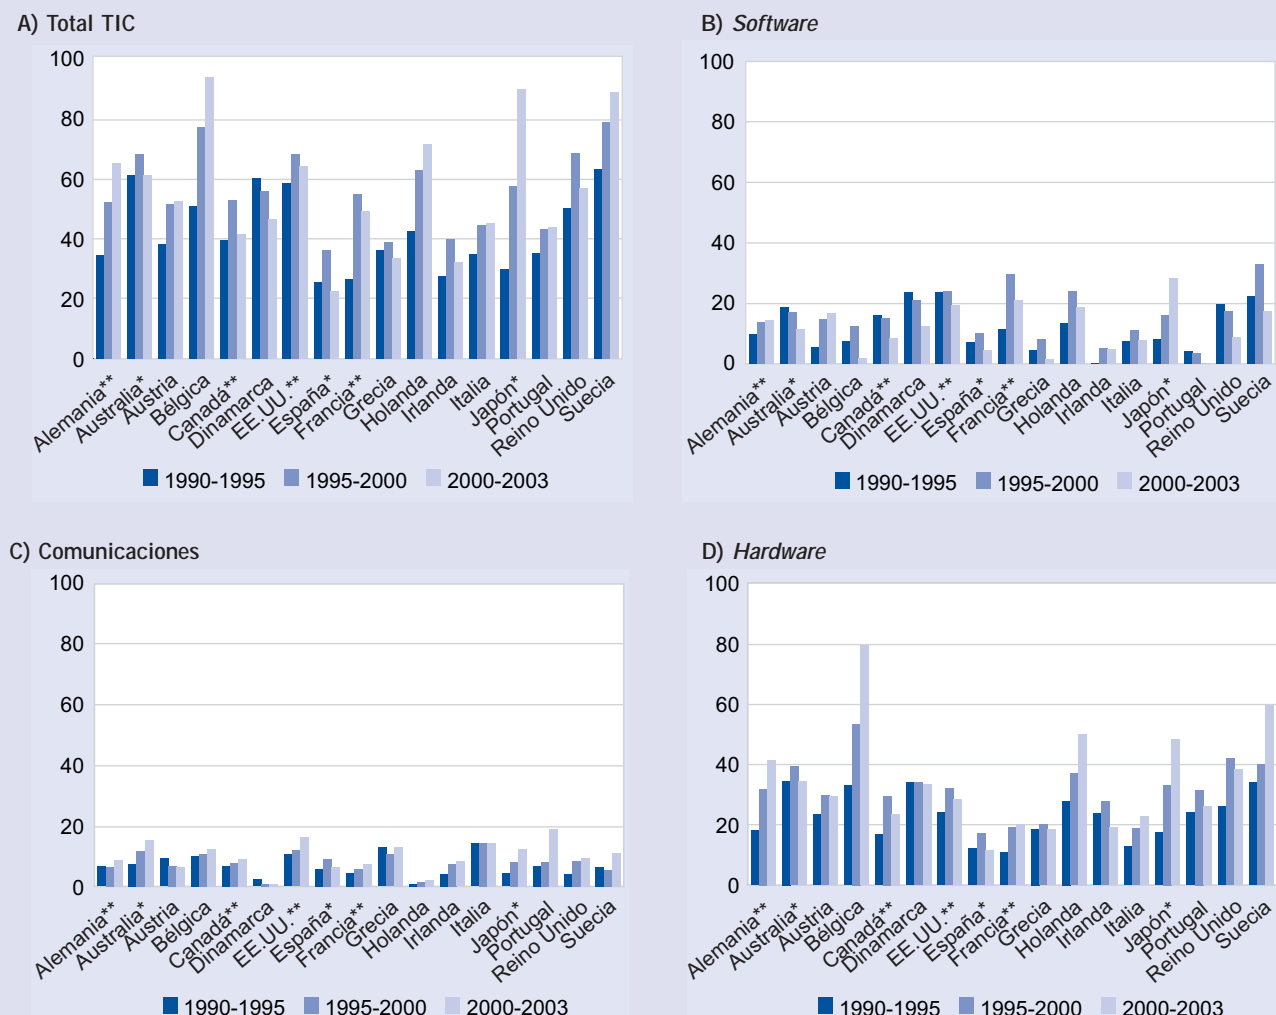 A) Total TIC
100
80
60
40
20
0
Alemania**
Australia*
Austria
Bélgica
Canadá**
Dinamarca
EE.UU.**
España*
Francia**
Grecia
Holanda
Irlanda
Italia
Japón*
Portugal
Reino Unido
Suecia
1990-1995 1995-2000 2000-2003
B) Software
100
80
60
40
20
0
Alemania**
Australia*
Austria
Bélgica
Canadá**
Dinamarca
EE.UU.**
España*
Francia**
Grecia
Holanda
Irlanda
Italia
Japón*
Portugal
Reino Unido
Suecia
1990-1995 1995-2000 2000-2003
C) Comunicaciones
100
80
60
40
20
0
Alemania**
Australia*
Austria
Bélgica
Canadá**
Dinamarca
EE.UU.**
España*
Francia**
Grecia
Holanda
Irlanda
Italia
Japón*
Portugal
Reino Unido
Suecia
1990-1995 1995-2000 2000-2003
D) Hardware
100
80
60
40
20
0
Alemania**
Australia*
Austria
Bélgica
Canadá**
Dinamarca
EE.UU.**
España*
Francia**
Grecia
Holanda
Irlanda
Italia
Japón*
Portugal
Reino Unido
Suecia
1990-1995 1995-2000 2000-2003